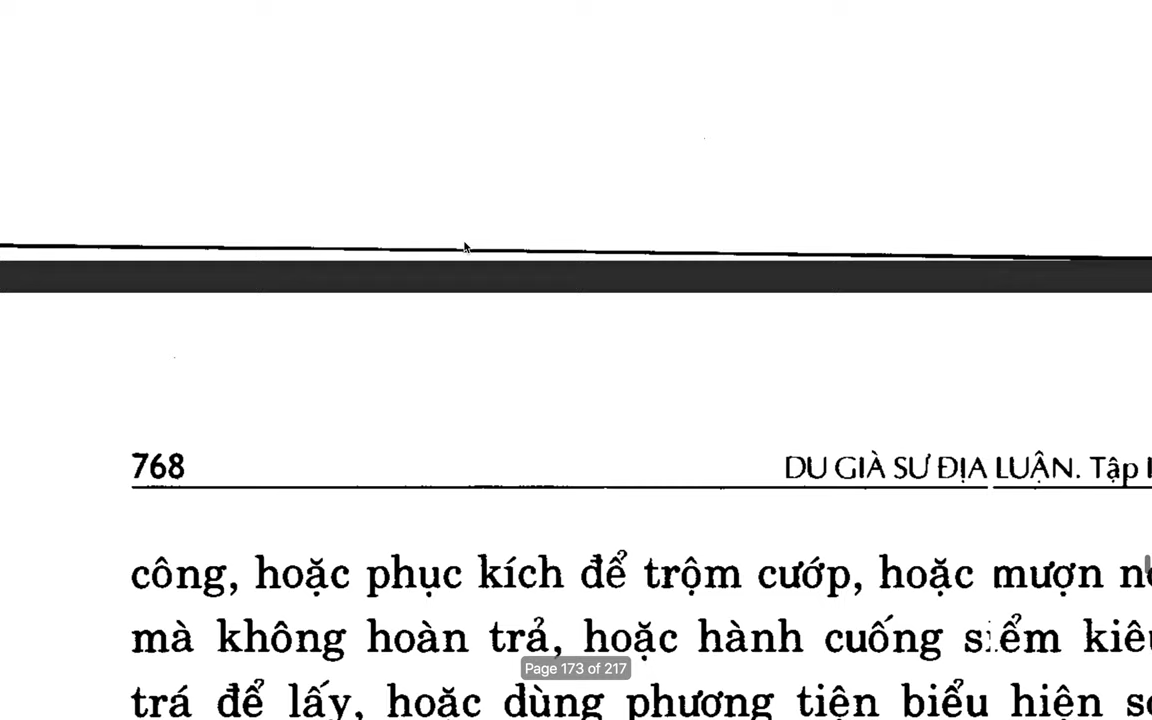 768
DU GIÀ SƯ ĐỊA LUẬN. Tập
công, hoặc phục kích để trộm cướp, hoặc mượn
mà không hoàn trả, hoặc hành cuống siểm
Page 173 of 217
trá để lấy, hoặc dùng phương tiện biểu hiện